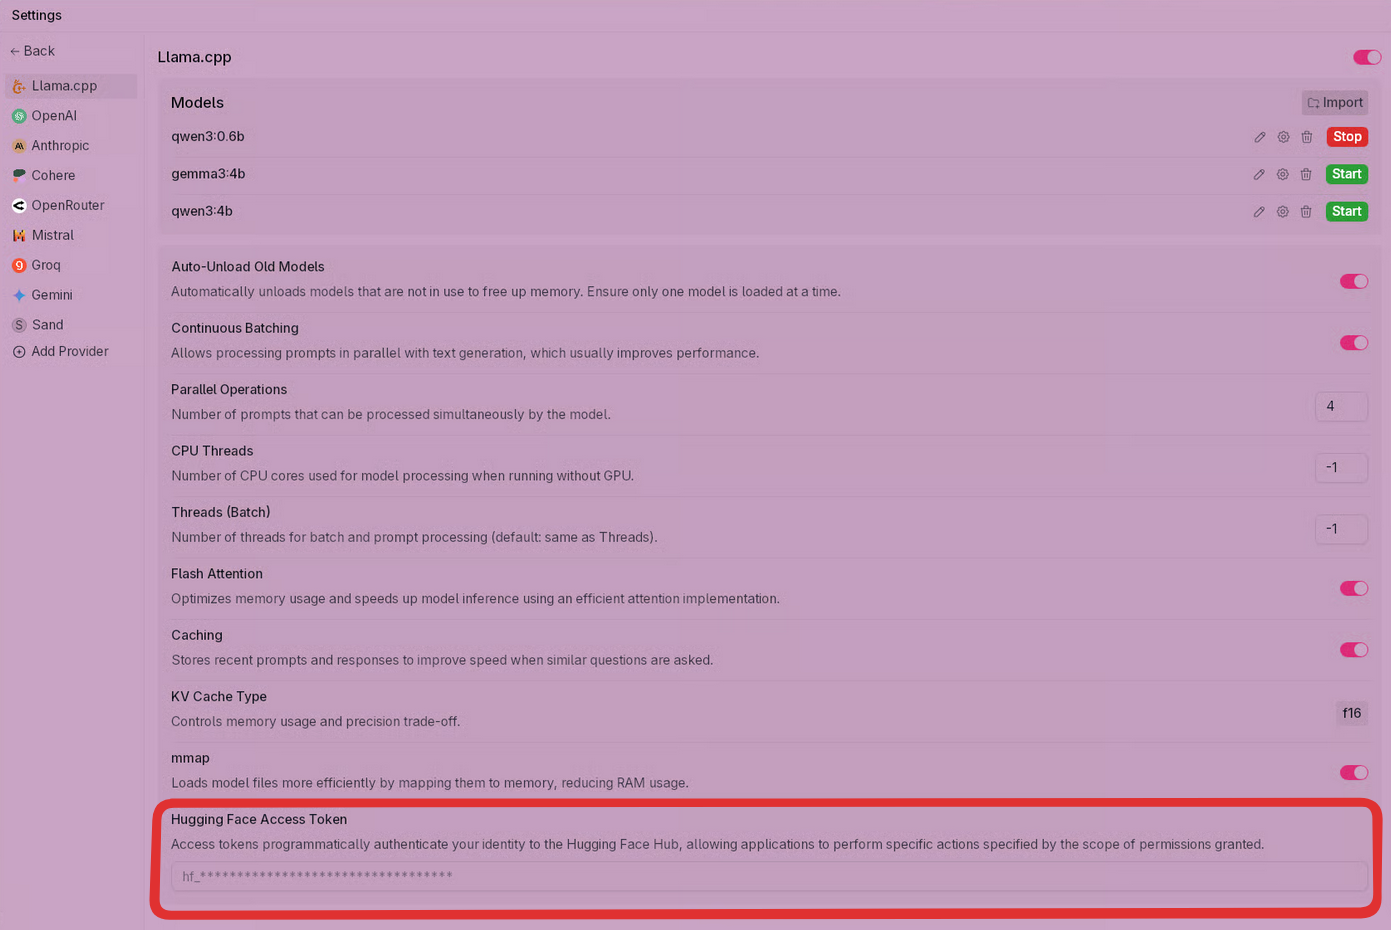 Settings
← Back
Llama.cpp
OpenAI
Anthropic
Cohere
OpenRouter
Mistral
Groq
Gemini
S Sand
Add Provider
Llama.cpp
Models
Import
qwen3:0.6b
Stop
gemma3:4b
Start
qwen3:4b
Start
Auto-Unload Old Models
Automatically unloads models that are not in use to free up memory. Ensure only one model is loaded at a time.
Continuous Batching
Allows processing prompts in parallel with text generation, which usually improves performance.
Parallel Operations
Number of prompts that can be processed simultaneously by the model.
4
CPU Threads
Number of CPU cores used for model processing when running without GPU.
-1
Threads (Batch)
Number of threads for batch and prompt processing (default: same as Threads).
-1
Flash Attention
Optimizes memory usage and speeds up model inference using an efficient attention implementation.
Caching
Stores recent prompts and responses to improve speed when similar questions are asked.
KV Cache Type
Controls memory usage and precision trade-off.
f16
mmap
Loads model files more efficiently by mapping them to memory, reducing RAM usage.
Hugging Face Access Token
Access tokens programmatically authenticate your identity to the Hugging Face Hub, allowing applications to perform specific actions specified by the scope of permissions granted.
hf_**********************************